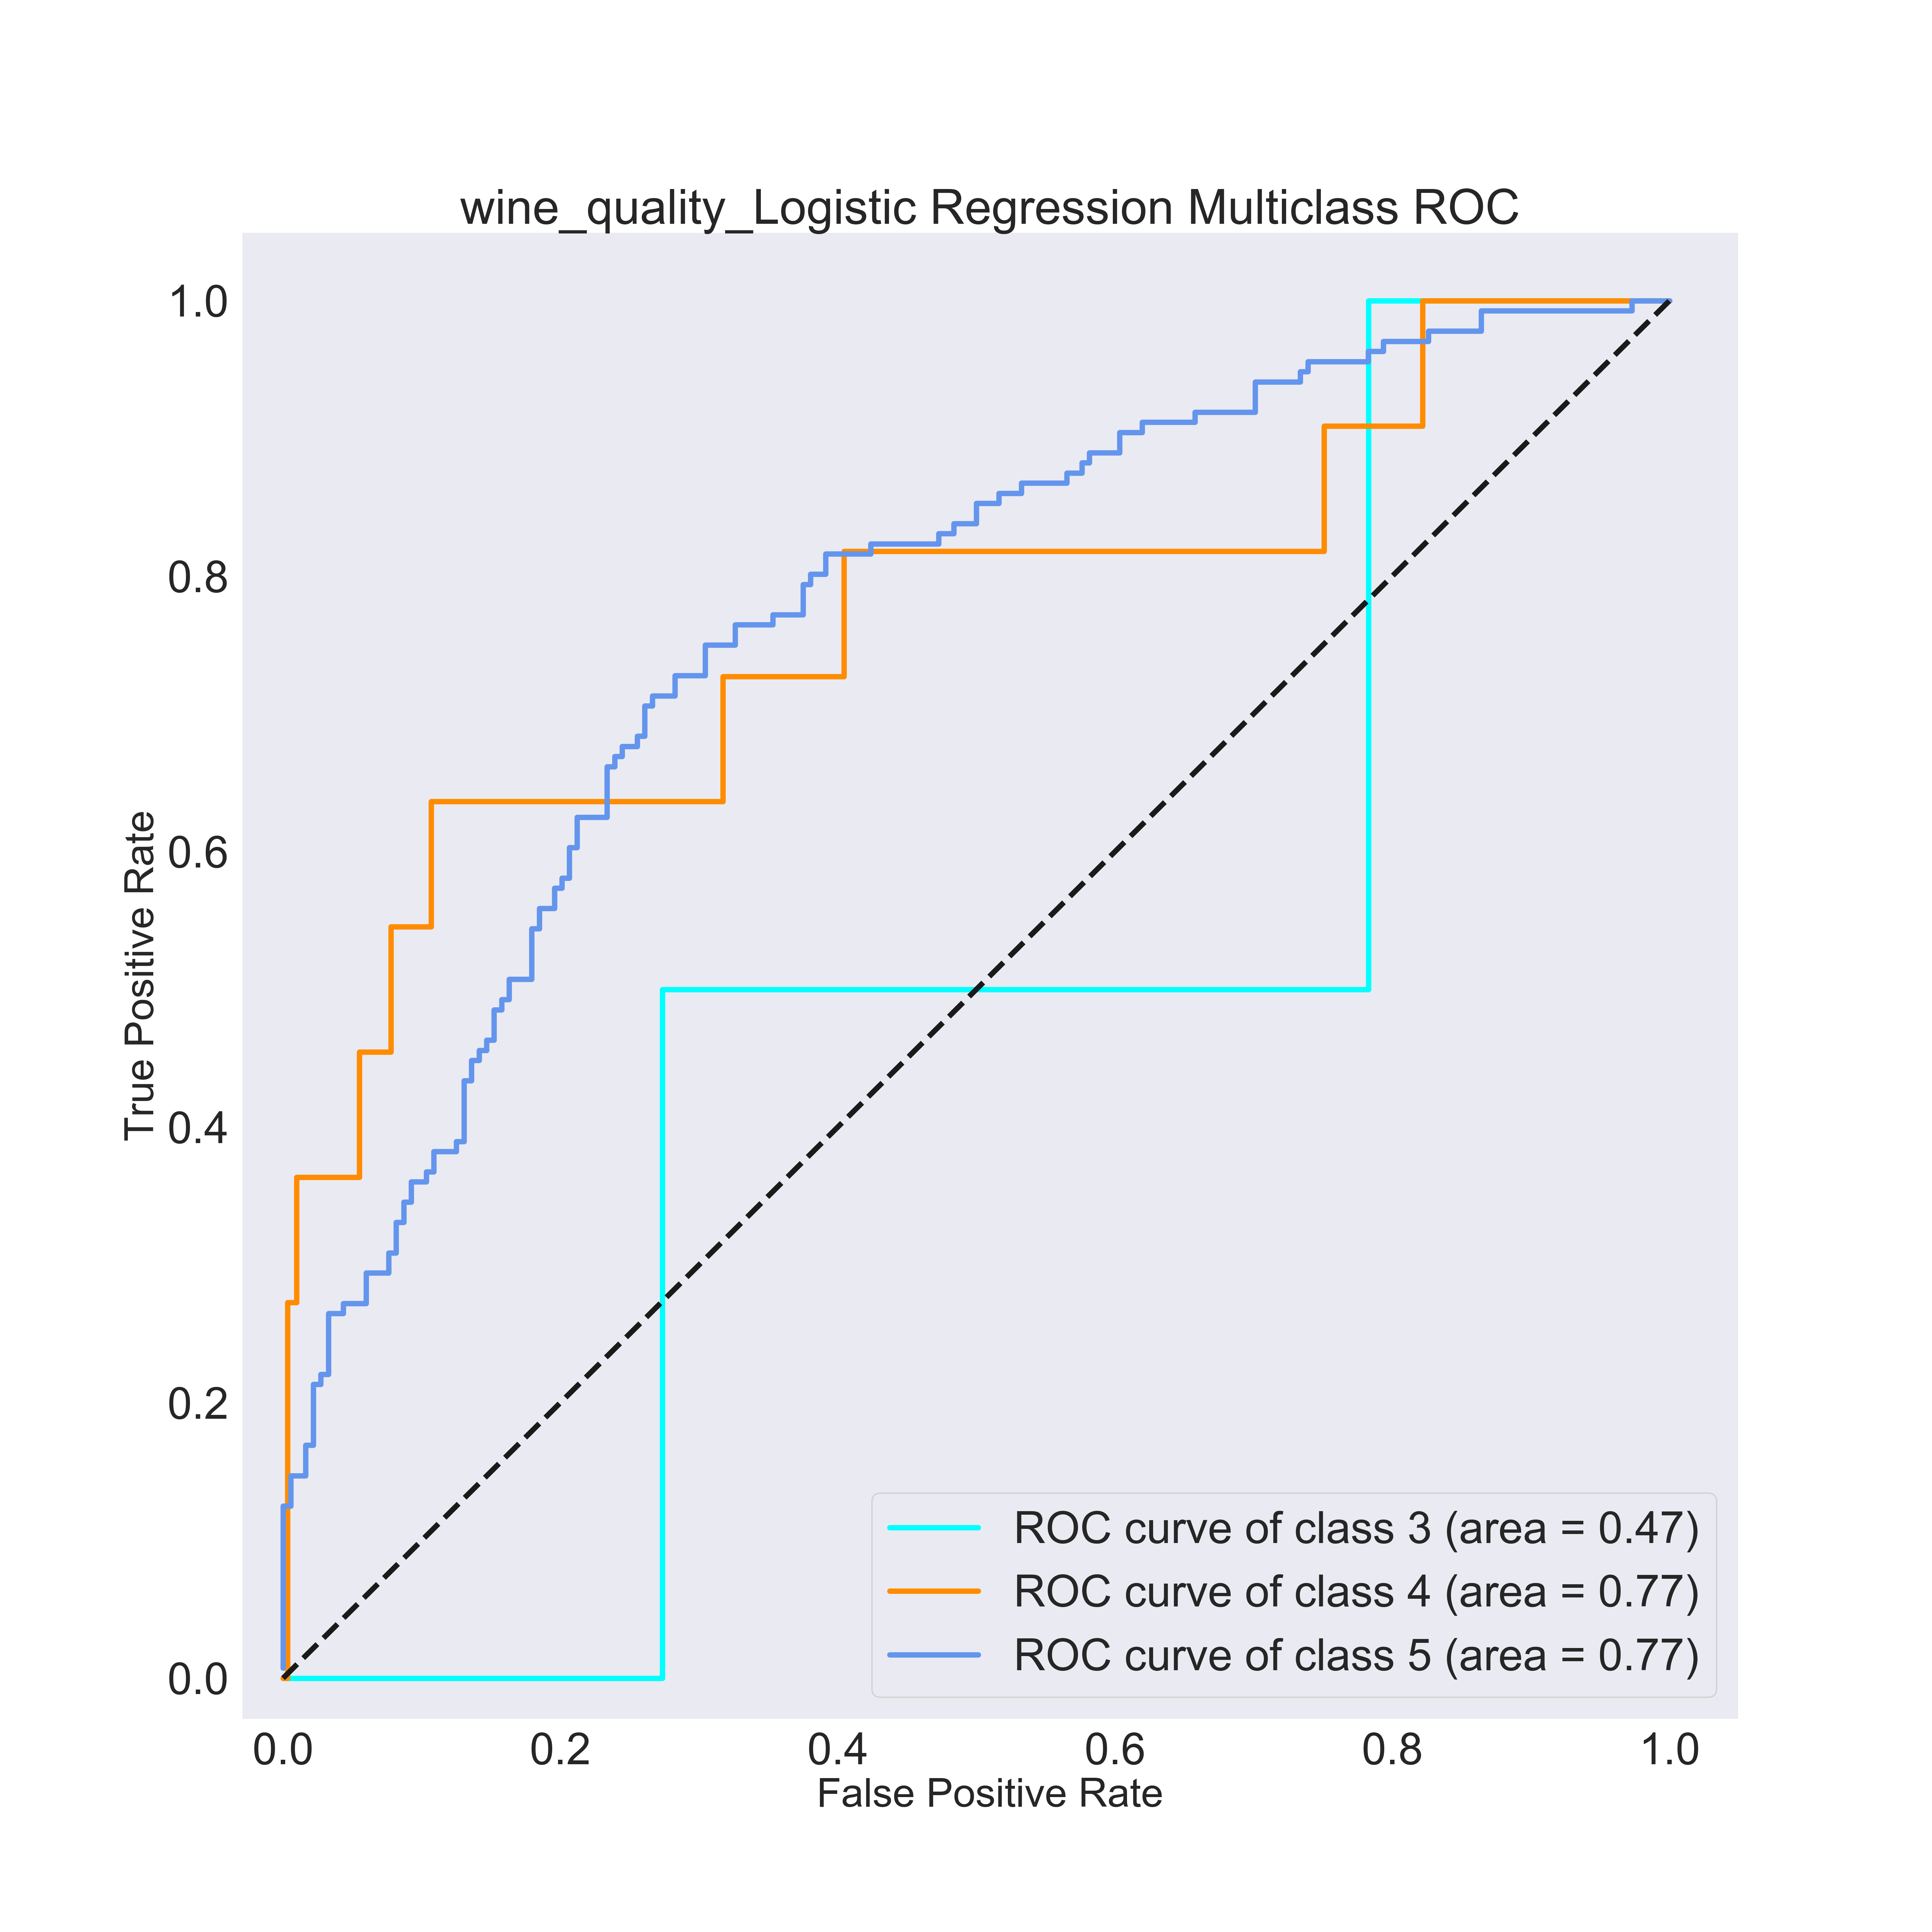 wine_quality_Logistic Regression Multiclass ROC
True Positive Rate
1.0
0.8
0.6
0.4
0.2
0.0
ROC curve of class 3 (area = 0.47)
ROC curve of class 4 (area = 0.77)
ROC curve of class 5 (area = 0.77)
0.0 0.2 0.4 0.6 0.8 1.0
False Positive Rate